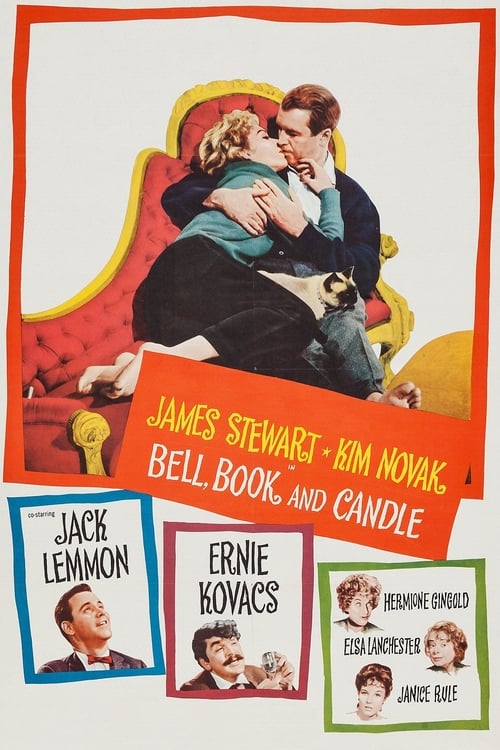 JAMES STEWART * KIM NOVAK
IN
BELL, BOOK AND CANDLE
co-starring
JACK
LEMMON
ERNIE
KOVACS
HERMIONE GINGOLD
ELSA LANCHESTER
JANICE RULE